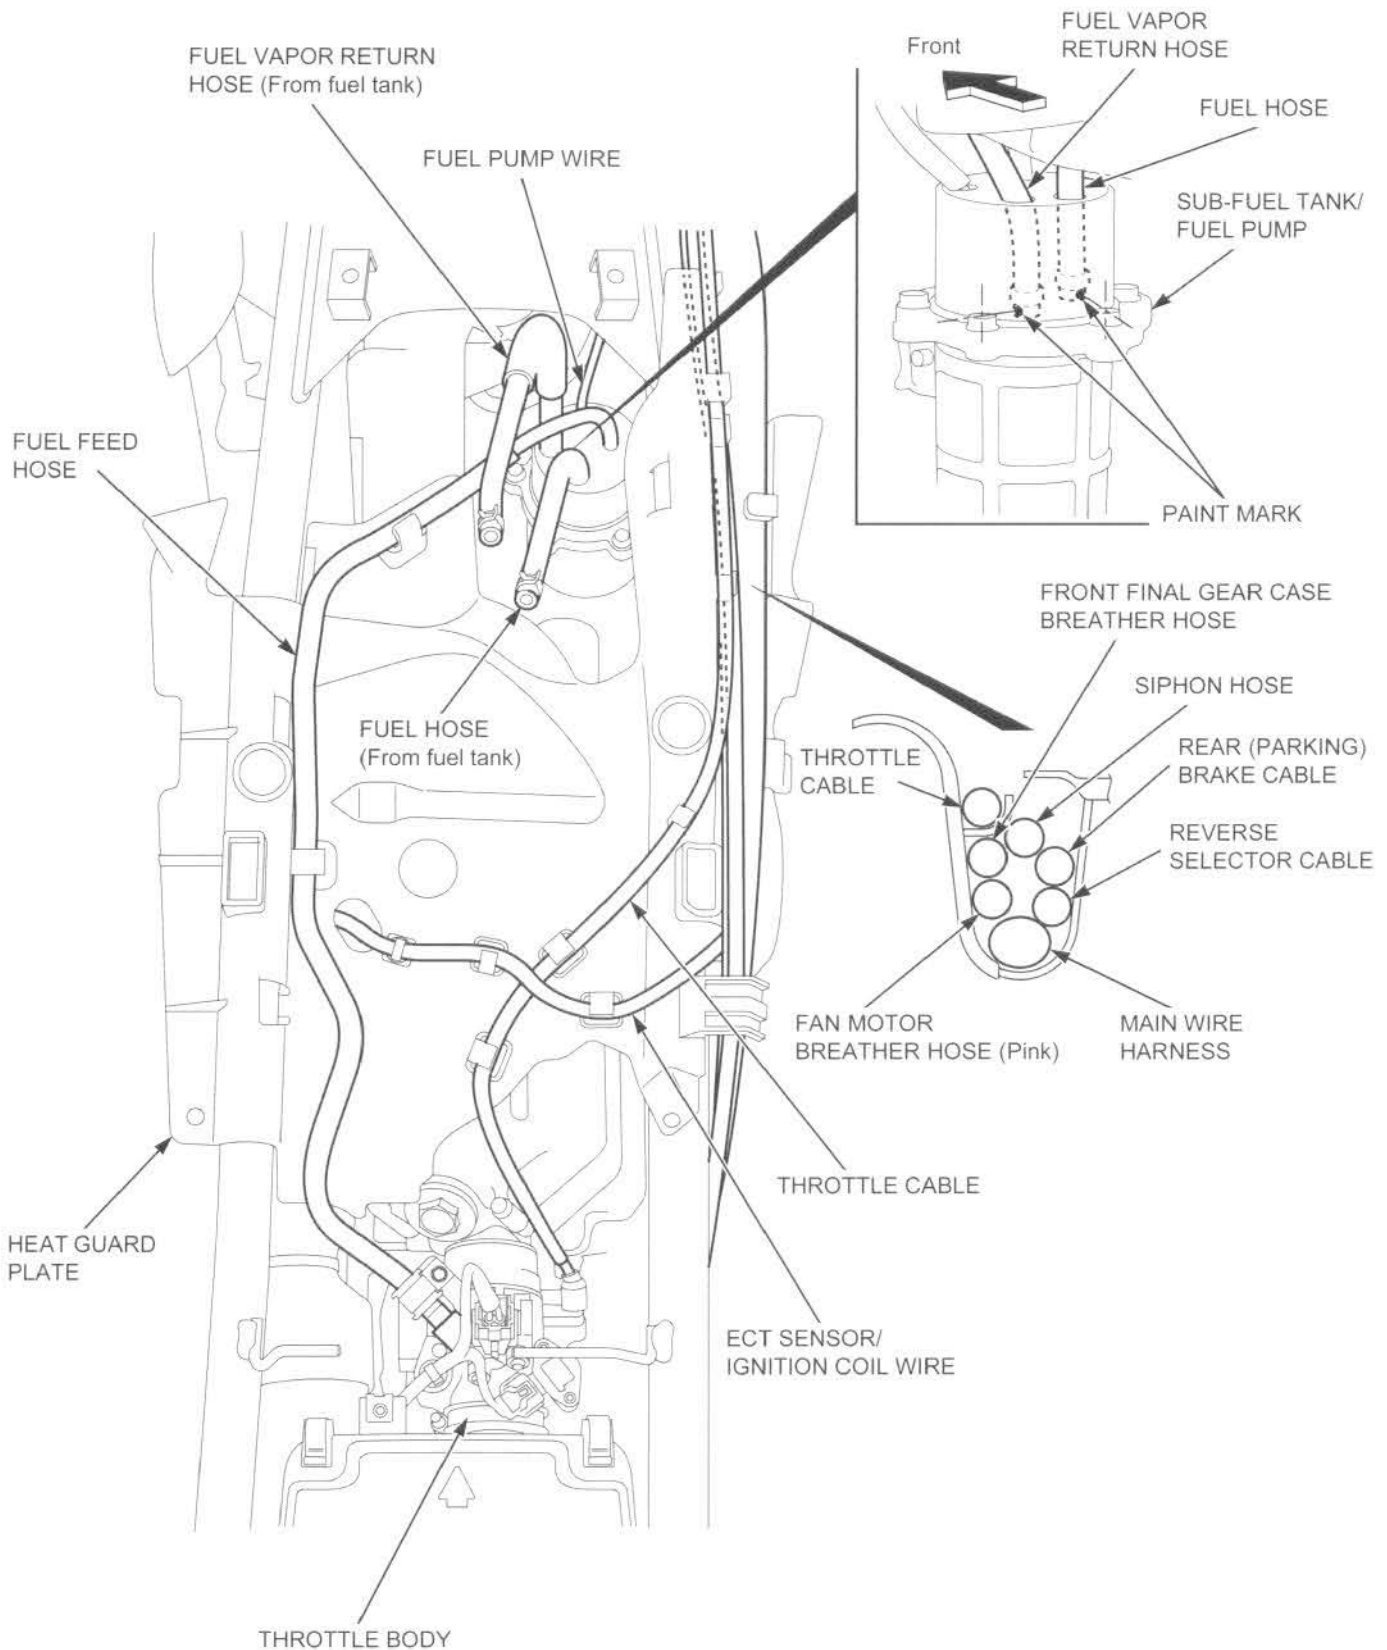 FUEL VAPOR
RETURN HOSE
Front
FUEL VAPOR RETURN
HOSE (From fuel tank)
FUEL HOSE
FUEL PUMP WIRE
SUB-FUEL TANK/
FUEL PUMP
FUEL FEED
HOSE
PAINT MARK
FRONT FINAL GEAR CASE
BREATHER HOSE
SIPHON HOSE
FUEL HOSE
(From fuel tank)
THROTTLE
CABLE
REAR (PARKING)
BRAKE CABLE
REVERSE
SELECTOR CABLE
FAN MOTOR
BREATHER HOSE (Pink)
MAIN WIRE
HARNESS
THROTTLE CABLE
HEAT GUARD
PLATE
ECT SENSOR/
IGNITION COIL WIRE
THROTTLE BODY